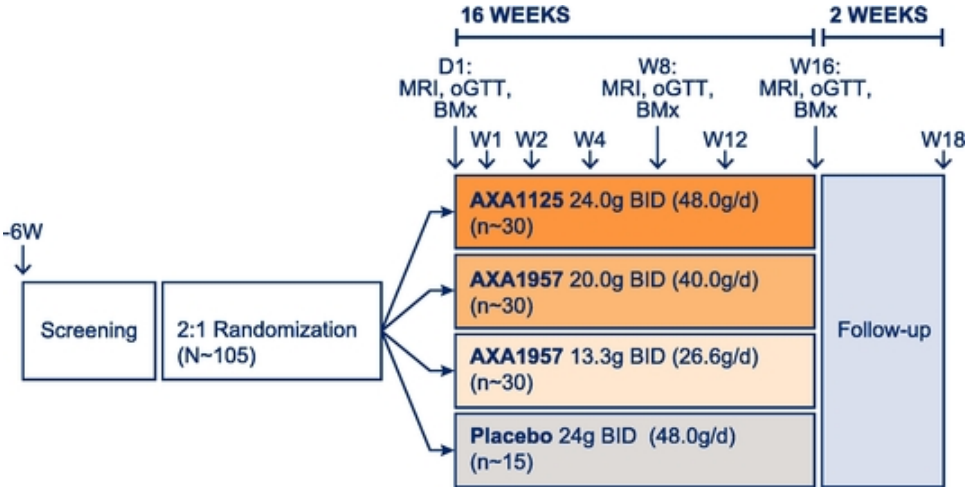 16 WEEKS
2 WEEKS
D1:
MRI, oGTT,
BMx
W8:
MRI, oGTT,
BMx
W16:
MRI, oGTT,
BMx
W1
W2
W4
W12
W18
-6W
Screening
2:1 Randomization
(N~105)
AXA1125 24.0g BID (48.0g/d)
(n~30)
AXA1957 20.0g BID (40.0g/d)
(n~30)
AXA1957 13.3g BID (26.6g/d)
(n~30)
Placebo 24g BID (48.0g/d)
(n~15)
Follow-up